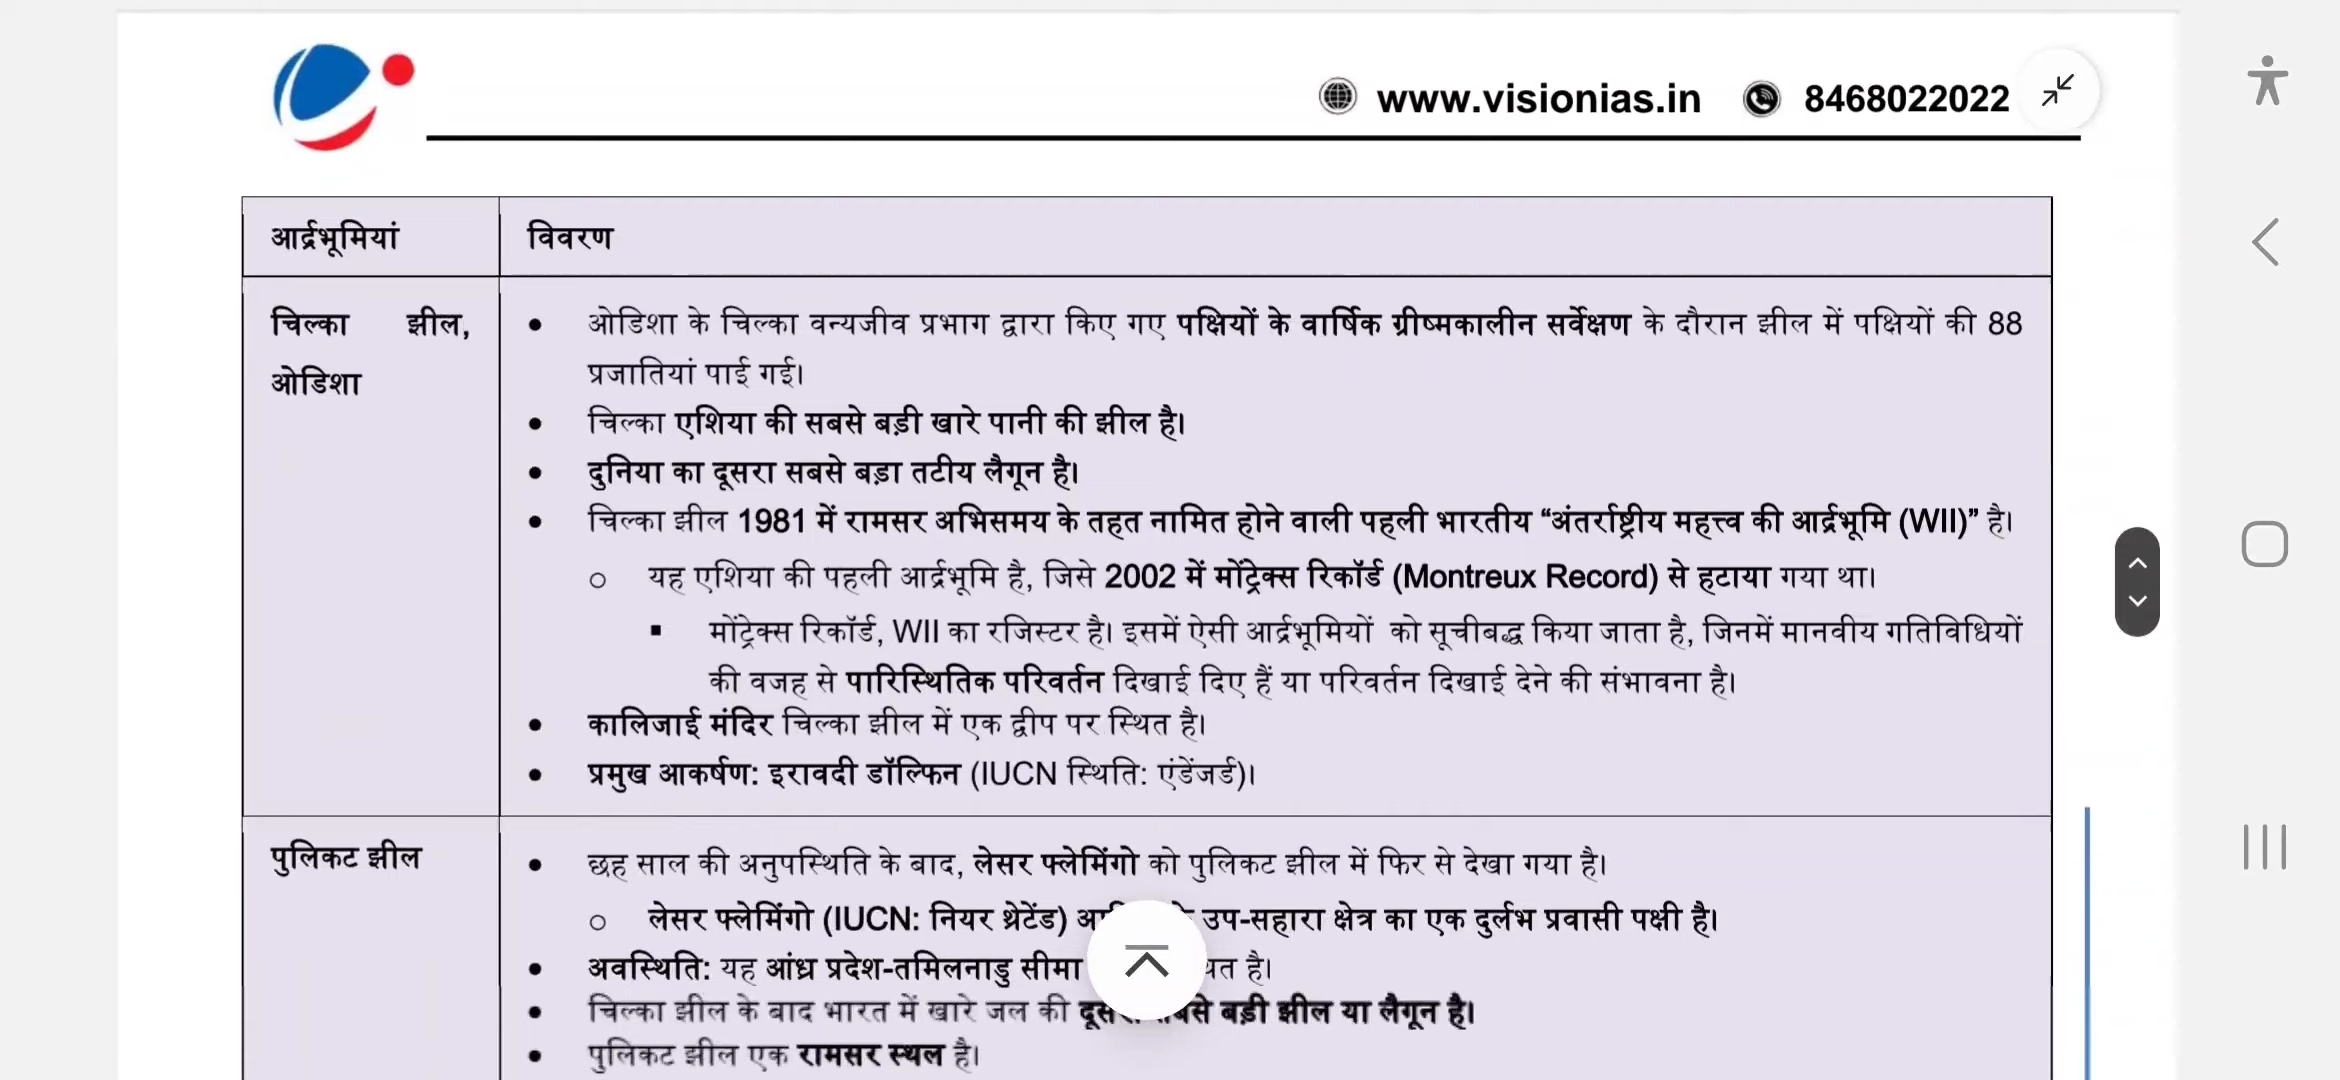 www.visionias.in 8468022022
आर्द्रभूमियां विवरण
चिल्का झील,
ओडिशा
• ओडिशा के चिल्का वन्यजीव प्रभाग द्वारा किए गए पक्षियों के वार्षिक ग्रीष्मकालीन सर्वेक्षण के दौरान झील में पक्षियों की 88
प्रजातियां पाई गईं।
• चिल्का एशिया की सबसे बड़ी खारे पानी की झील है।
• दुनिया का दूसरा सबसे बड़ा तटीय लैगून है।
• चिल्का झील 1981 में रामसर अभिसमय के तहत नामित होने वाली पहली भारतीय “अंतर्राष्ट्रीय महत्त्व की आर्द्रभूमि (WII)” है।
o यह एशिया की पहली आर्द्रभूमि है, जिसे 2002 में मोंट्रेक्स रिकॉर्ड (Montreux Record) से हटाया गया था।
▪ मोंट्रेक्स रिकॉर्ड, WII का रजिस्टर है। इसमें ऐसी आर्द्रभूमियों को सूचीबद्ध किया जाता है, जिनमें मानवीय गतिविधियों
की वजह से पारिस्थितिक परिवर्तन दिखाई दिए हैं या परिवर्तन दिखाई देने की संभावना है।
• कालिजाई मंदिर चिल्का झील में एक द्वीप पर स्थित है।
• प्रमुख आकर्षण: इरावदी डॉल्फिन (IUCN स्थिति: एंडेंजर्ड)।
पुलिकट झील
• छह साल की अनुपस्थिति के बाद, लेसर फ्लेमिंगो को पुलिकट झील में फिर से देखा गया है।
o लेसर फ्लेमिंगो (IUCN: नियर थ्रेटेंड) उप-सहारा क्षेत्र का एक दुर्लभ प्रवासी पक्षी है।
• अवस्थिति: यह आंध्र प्रदेश-तमिलनाडु सीमा है।
• चिल्का झील के बाद भारत में खारे जल की बड़ी झील या लैगून है।
• पुलिकट झील एक रामसर स्थल है।